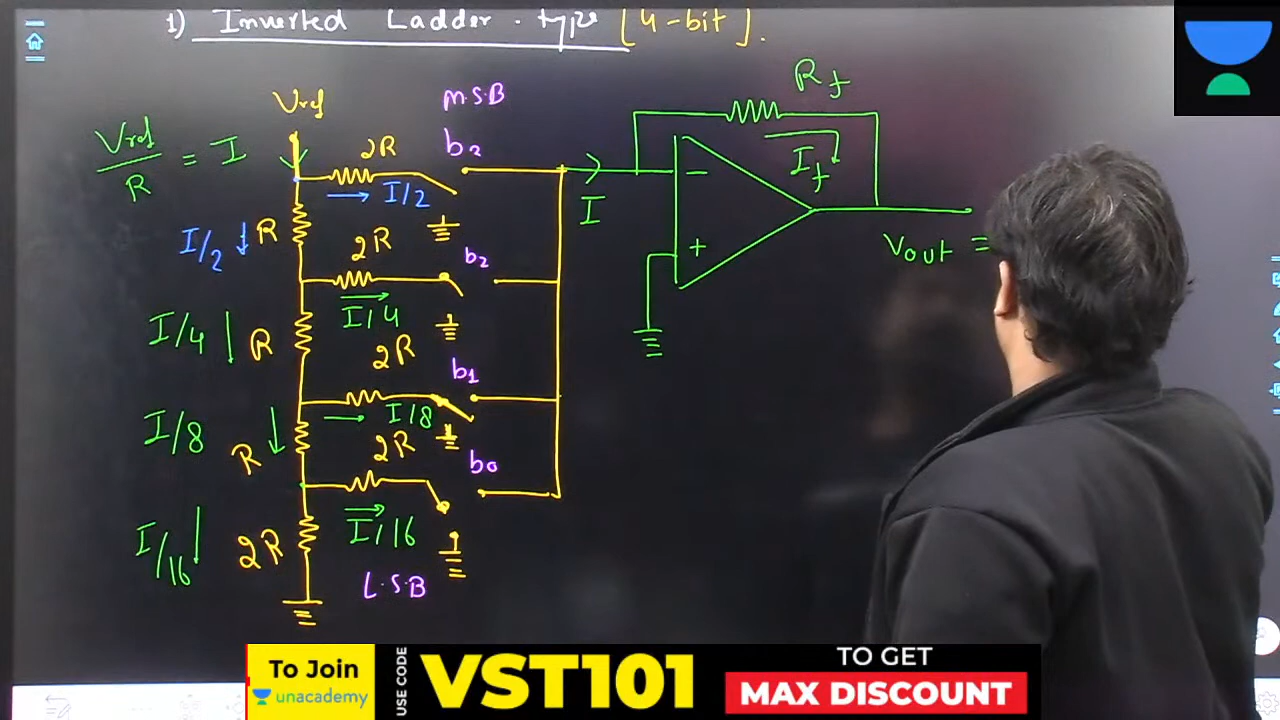 1) Inverted Ladder-type [4-bit].
Vref
M.S.B
Rf
Vref/R = I
2R
b2
I/2
If
I
I/2
R
2R
b2
Vout =
I/4
I/4
R
2R
b1
I/8
I/8
R
2R
b0
I/16
I/16
2R
L.S.B
To Join
unacademy
USE CODE
VST101
TO GET
MAX DISCOUNT